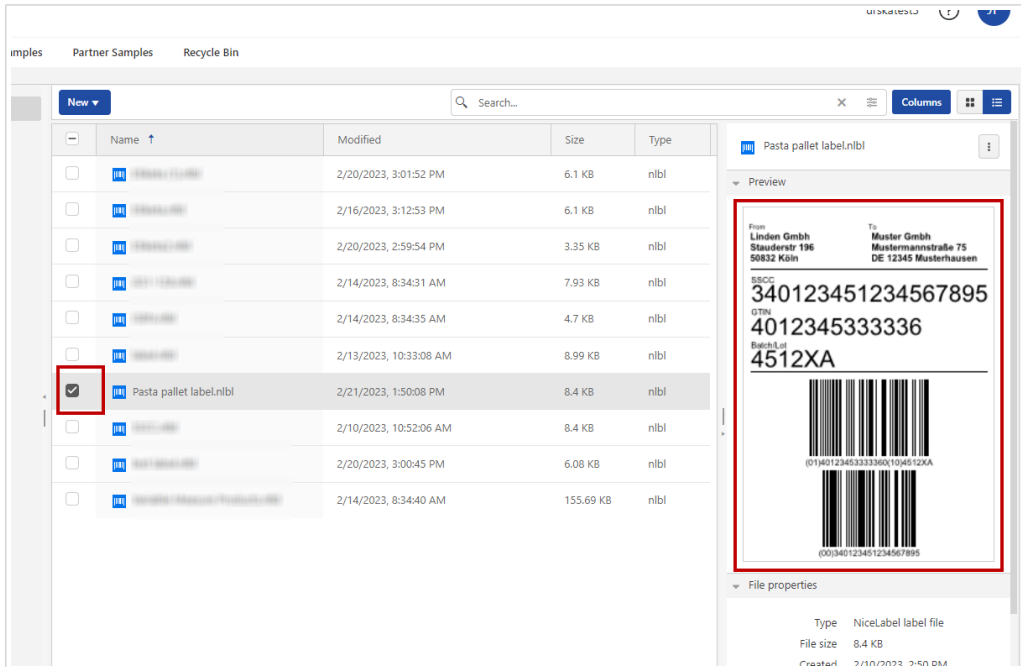 urskatest5 ?
Partner Samples Recycle Bin
New
Search...
Columns
Name Modified Size Type
2/20/2023, 3:01:52 PM 6.1 KB nlbl
2/16/2023, 3:12:53 PM 6.1 KB nlbl
2/20/2023, 2:59:54 PM 3.35 KB nlbl
2/14/2023, 8:34:31 AM 7.93 KB nlbl
2/14/2023, 8:34:35 AM 4.7 KB nlbl
2/13/2023, 10:33:08 AM 8.99 KB nlbl
Pasta pallet label.nlbl 2/21/2023, 1:50:08 PM 8.4 KB nlbl
2/10/2023, 10:52:06 AM 8.4 KB nlbl
2/20/2023, 3:00:45 PM 6.08 KB nlbl
2/14/2023, 8:34:40 AM 155.69 KB nlbl
Pasta pallet label.nlbl
Preview
From To
Linden Gmbh Muster Gmbh
Stauderstr 196 Mustermannstraße 75
50832 Köln DE 12345 Musterhausen
SSCC
340123451234567895
GTIN
4012345333336
Batch/Lot
4512XA
(01)40123453333360(10)4512XA
(00)340123451234567895
File properties
Type NiceLabel label file
File size 8.4 KB
Created 2/10/2023, 2:50 PM